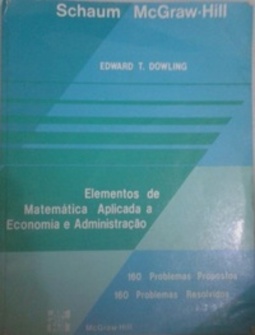 Schaum McGraw-Hill
EDWARD T. DOWLING
Elementos de
Matemática Aplicada a
Economia e Administração
160 Problemas Propostos
160 Problemas Resolvidos
McGraw-Hill